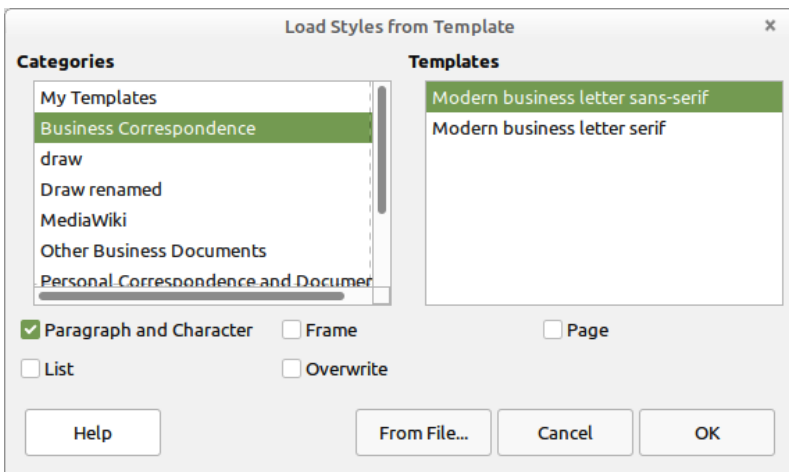 Load Styles from Template ×
Categories
Templates
My Templates
Business Correspondence
draw
Draw renamed
MediaWiki
Other Business Documents
Personal Correspondence and Documen
Modern business letter sans-serif
Modern business letter serif
Paragraph and Character
Frame
Page
List
Overwrite
Help
From File...
Cancel
OK